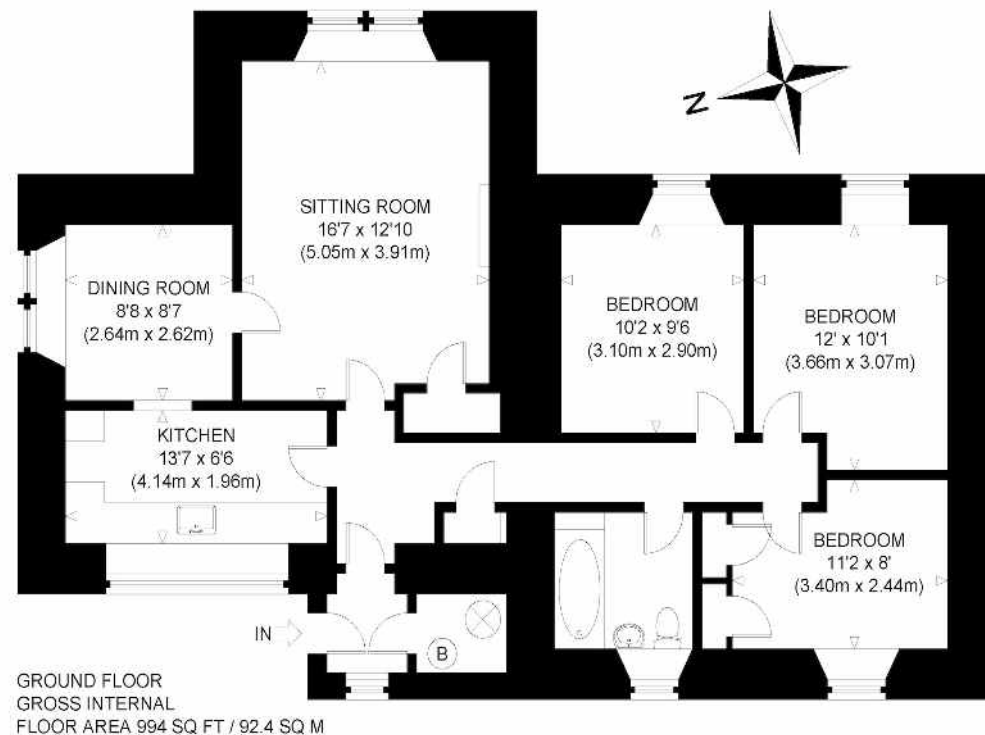 N
SITTING ROOM
16'7 x 12'10
(5.05m x 3.91m)
DINING ROOM
8'8 x 8'7
(2.64m x 2.62m)
BEDROOM
10'2 x 9'6
(3.10m x 2.90m)
BEDROOM
12' x 10'1
(3.66m x 3.07m)
KITCHEN
13'7 x 6'6
(4.14m x 1.96m)
BEDROOM
11'2 x 8'
(3.40m x 2.44m)
IN
B
GROUND FLOOR
GROSS INTERNAL
FLOOR AREA 994 SQ FT / 92.4 SQ M